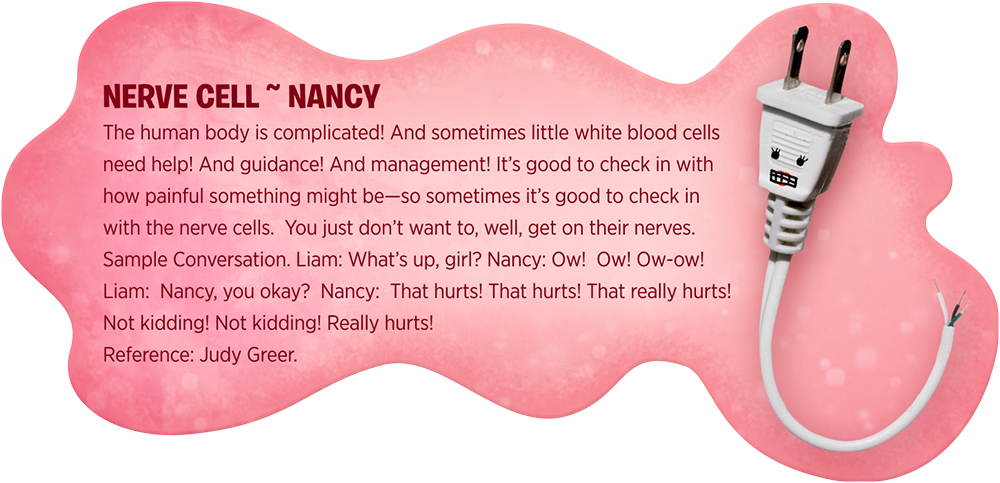 NERVE CELL ~ NANCY
The human body is complicated! And sometimes little white blood cells
need help! And guidance! And management! It’s good to check in with
how painful something might be—so sometimes it’s good to check in
with the nerve cells.  You just don’t want to, well, get on their nerves.
Sample Conversation. Liam: What’s up, girl? Nancy: Ow!  Ow! Ow-ow!
Liam:  Nancy, you okay?  Nancy:  That hurts! That hurts! That really hurts!
Not kidding! Not kidding! Really hurts!
Reference: Judy Greer.